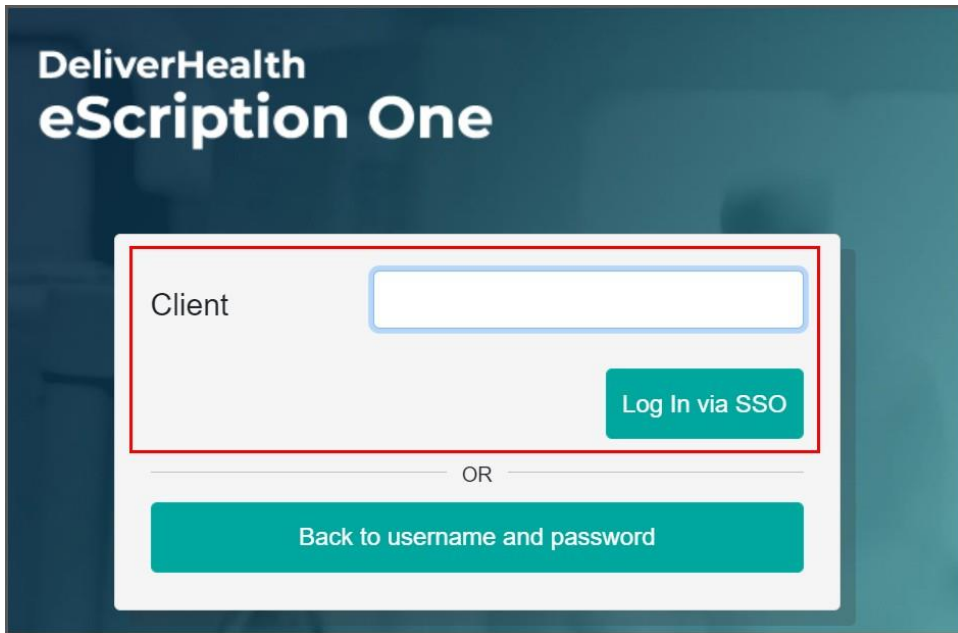 DeliverHealth
eScription One
Client
Log In via SSO
OR
Back to username and password